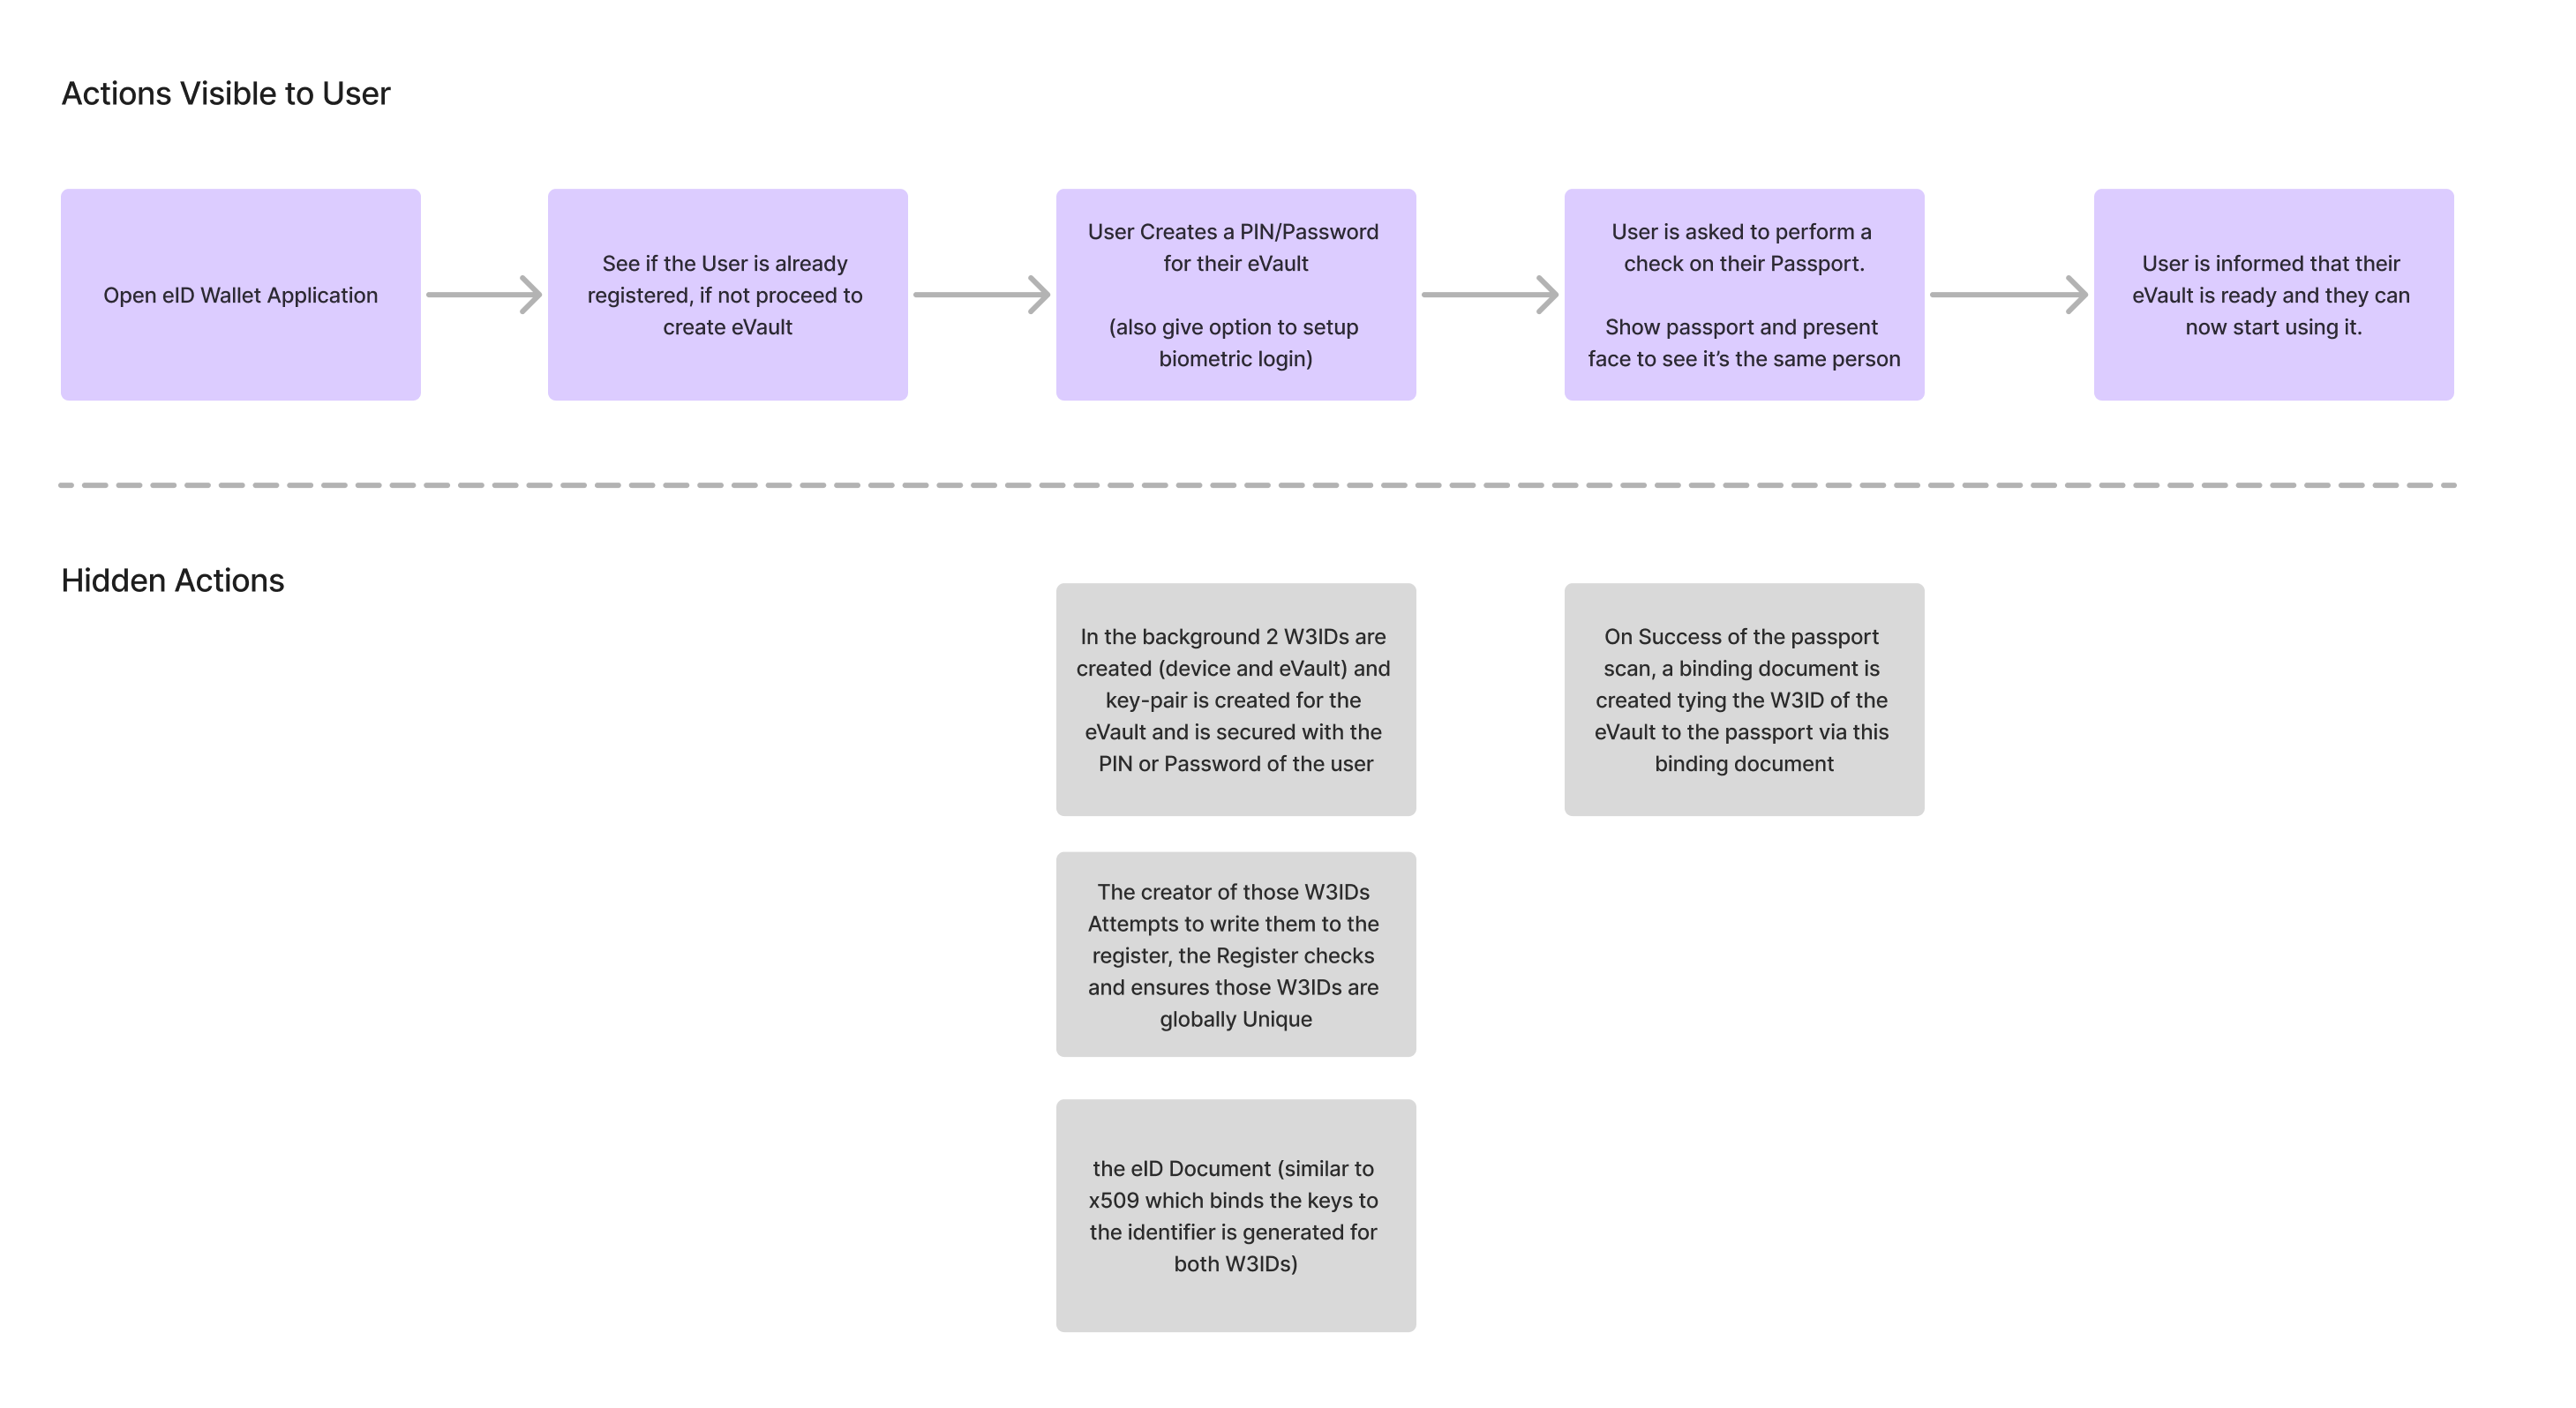 Actions Visible to User
Open eID Wallet Application
See if the User is already
registered, if not proceed to
create eVault
User Creates a PIN/Password
for their eVault
(also give option to setup
biometric login)
User is asked to perform a
check on their Passport.
Show passport and present
face to see it’s the same person
User is informed that their
eVault is ready and they can
now start using it.
Hidden Actions
In the background 2 W3IDs are
created (device and eVault) and
key-pair is created for the
eVault and is secured with the
PIN or Password of the user
On Success of the passport
scan, a binding document is
created tying the W3ID of the
eVault to the passport via this
binding document
The creator of those W3IDs
Attempts to write them to the
register, the Register checks
and ensures those W3IDs are
globally Unique
the eID Document (similar to
x509 which binds the keys to
the identifier is generated for
both W3IDs)